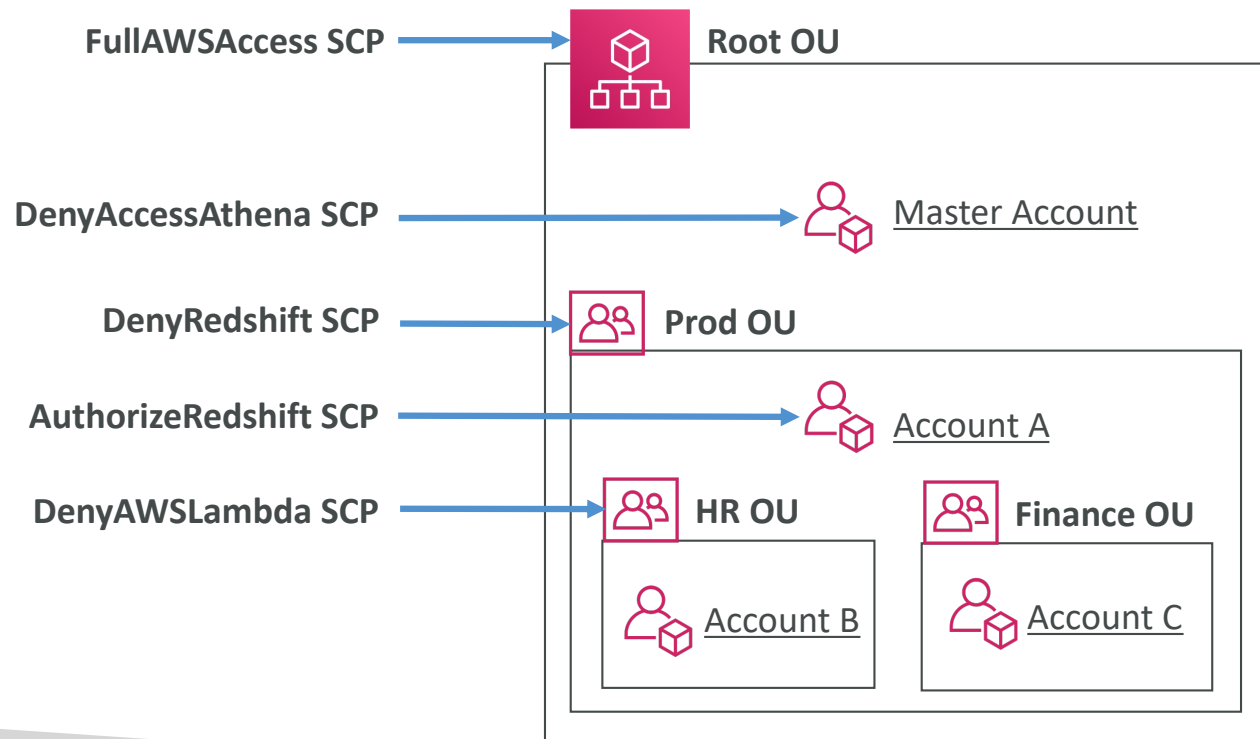 FullAWSAccess SCP
Root OU
DenyAccessAthena SCP
Master Account
DenyRedshift SCP
Prod OU
AuthorizeRedshift SCP
Account A
DenyAWSLambda SCP
HR OU
Finance OU
Account B
Account C